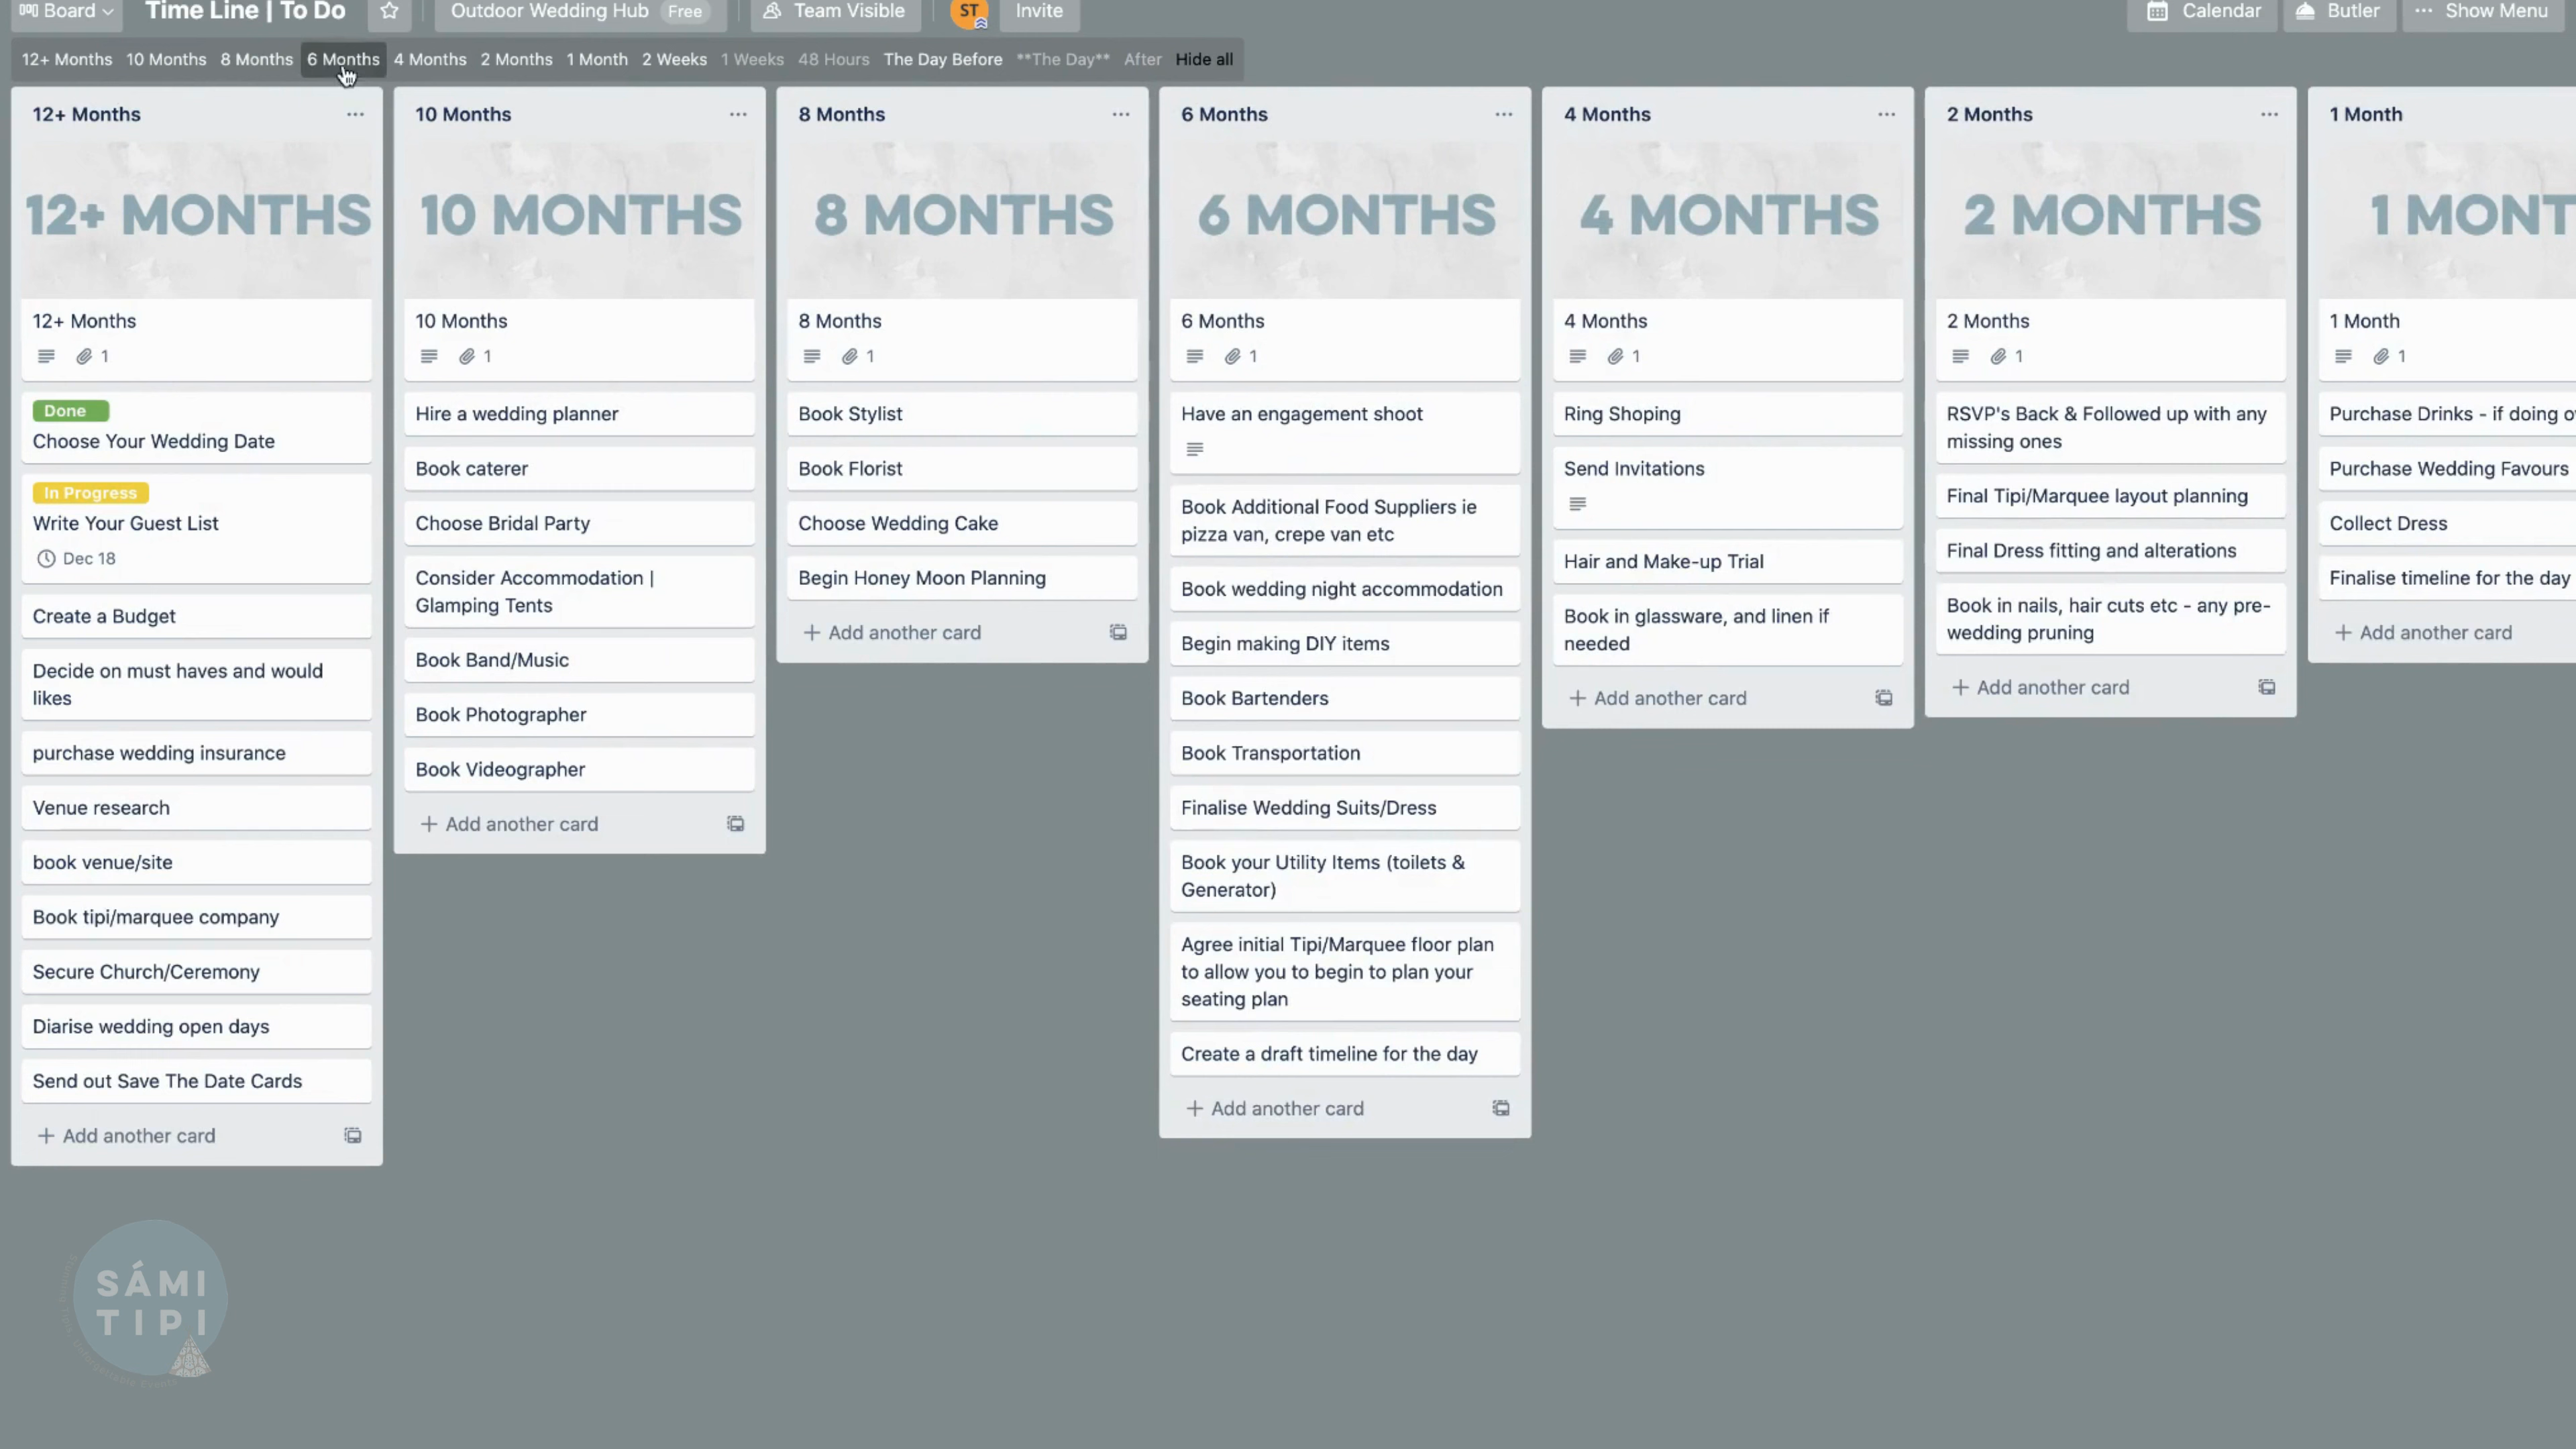 Board
Time Line | To Do
Outdoor Wedding Hub Free
Team Visible
ST
Invite
Calendar
Butler
Show Menu
12+ Months 10 Months 8 Months 6 Months 4 Months 2 Months 1 Month 2 Weeks 1 Weeks 48 Hours The Day Before **The Day** After Hide all
12+ Months
12+ MONTHS
12+ Months
1
Done
Choose Your Wedding Date
In Progress
Write Your Guest List
Dec 18
Create a Budget
Decide on must haves and would
likes
purchase wedding insurance
Venue research
book venue/site
Book tipi/marquee company
Secure Church/Ceremony
Diarise wedding open days
Send out Save The Date Cards
+ Add another card
10 Months
10 MONTHS
10 Months
1
Hire a wedding planner
Book caterer
Choose Bridal Party
Consider Accommodation |
Glamping Tents
Book Band/Music
Book Photographer
Book Videographer
+ Add another card
8 Months
8 MONTHS
8 Months
1
Book Stylist
Book Florist
Choose Wedding Cake
Begin Honey Moon Planning
+ Add another card
6 Months
6 MONTHS
6 Months
1
Have an engagement shoot
Book Additional Food Suppliers ie
pizza van, crepe van etc
Book wedding night accommodation
Begin making DIY items
Book Bartenders
Book Transportation
Finalise Wedding Suits/Dress
Book your Utility Items (toilets &
Generator)
Agree initial Tipi/Marquee floor plan
to allow you to begin to plan your
seating plan
Create a draft timeline for the day
+ Add another card
4 Months
4 MONTHS
4 Months
1
Ring Shoping
Send Invitations
Hair and Make-up Trial
Book in glassware, and linen if
needed
+ Add another card
2 Months
2 MONTHS
2 Months
1
RSVP's Back & Followed up with any
missing ones
Final Tipi/Marquee layout planning
Final Dress fitting and alterations
Book in nails, hair cuts etc - any pre-
wedding pruning
+ Add another card
1 Month
1 MONT
1 Month
1
Purchase Drinks - if doing o
Purchase Wedding Favours
Collect Dress
Finalise timeline for the day
+ Add another card
SÁMI
TIPI